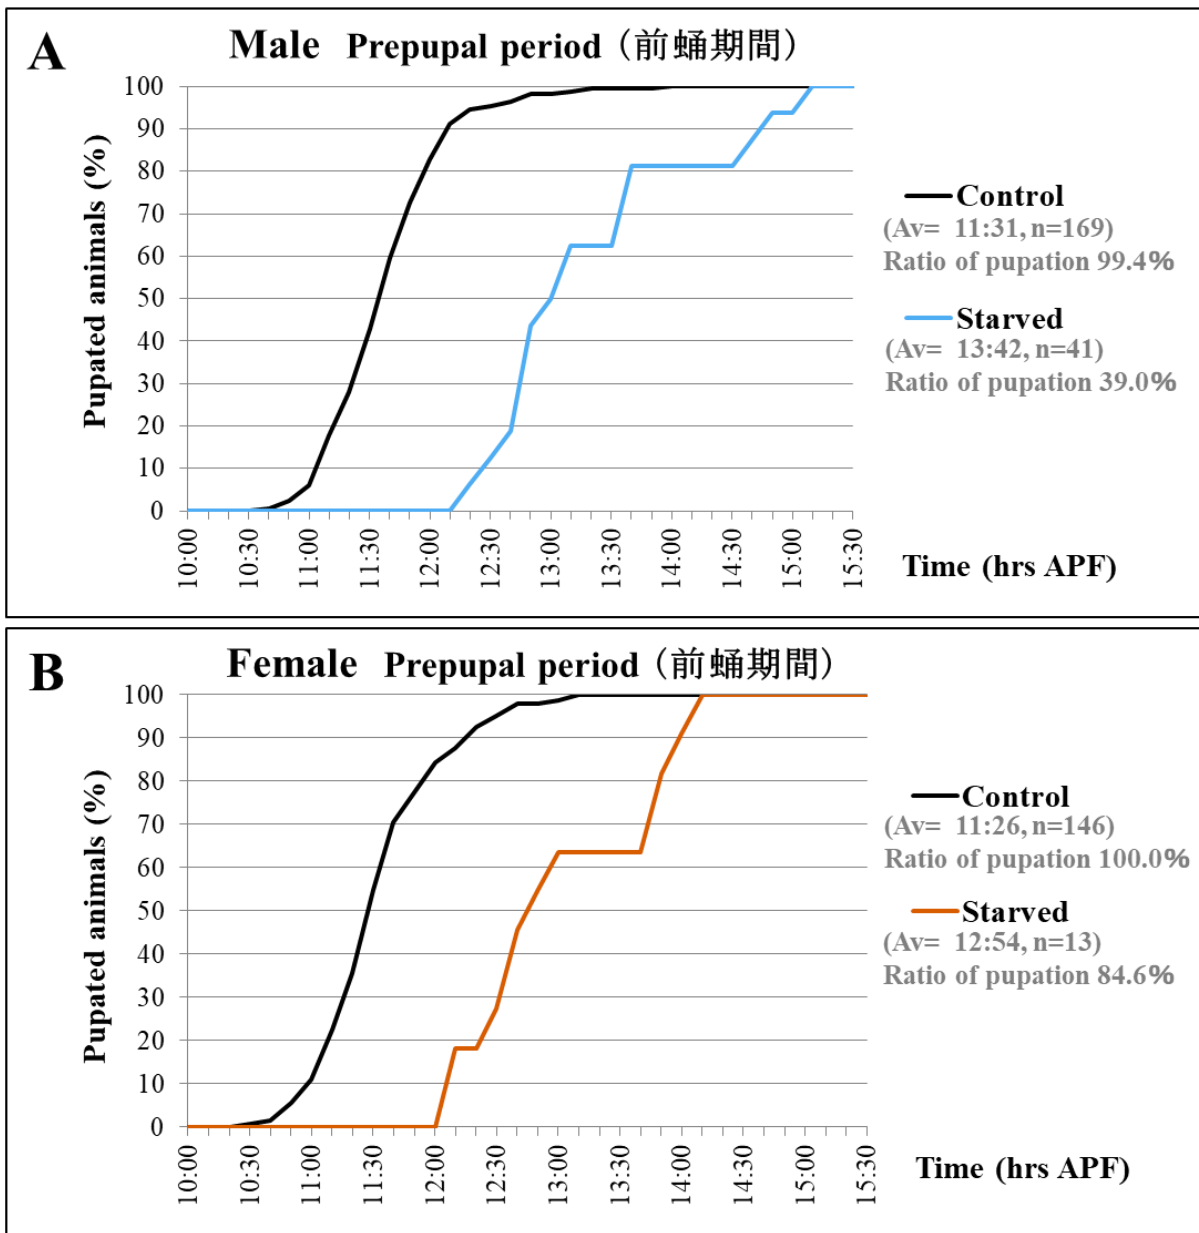 A
Male Prepupal period (前蛹期間)
Pupated animals (%)
100
90
80
70
60
50
40
30
20
10
0
10:00
10:30
11:00
11:30
12:00
12:30
13:00
13:30
14:00
14:30
15:00
15:30
Time (hrs APF)
Control
(Av= 11:31, n=169)
Ratio of pupation 99.4%
Starved
(Av= 13:42, n=41)
Ratio of pupation 39.0%
B
Female Prepupal period (前蛹期間)
Pupated animals (%)
100
90
80
70
60
50
40
30
20
10
0
10:00
10:30
11:00
11:30
12:00
12:30
13:00
13:30
14:00
14:30
15:00
15:30
Time (hrs APF)
Control
(Av= 11:26, n=146)
Ratio of pupation 100.0%
Starved
(Av= 12:54, n=13)
Ratio of pupation 84.6%